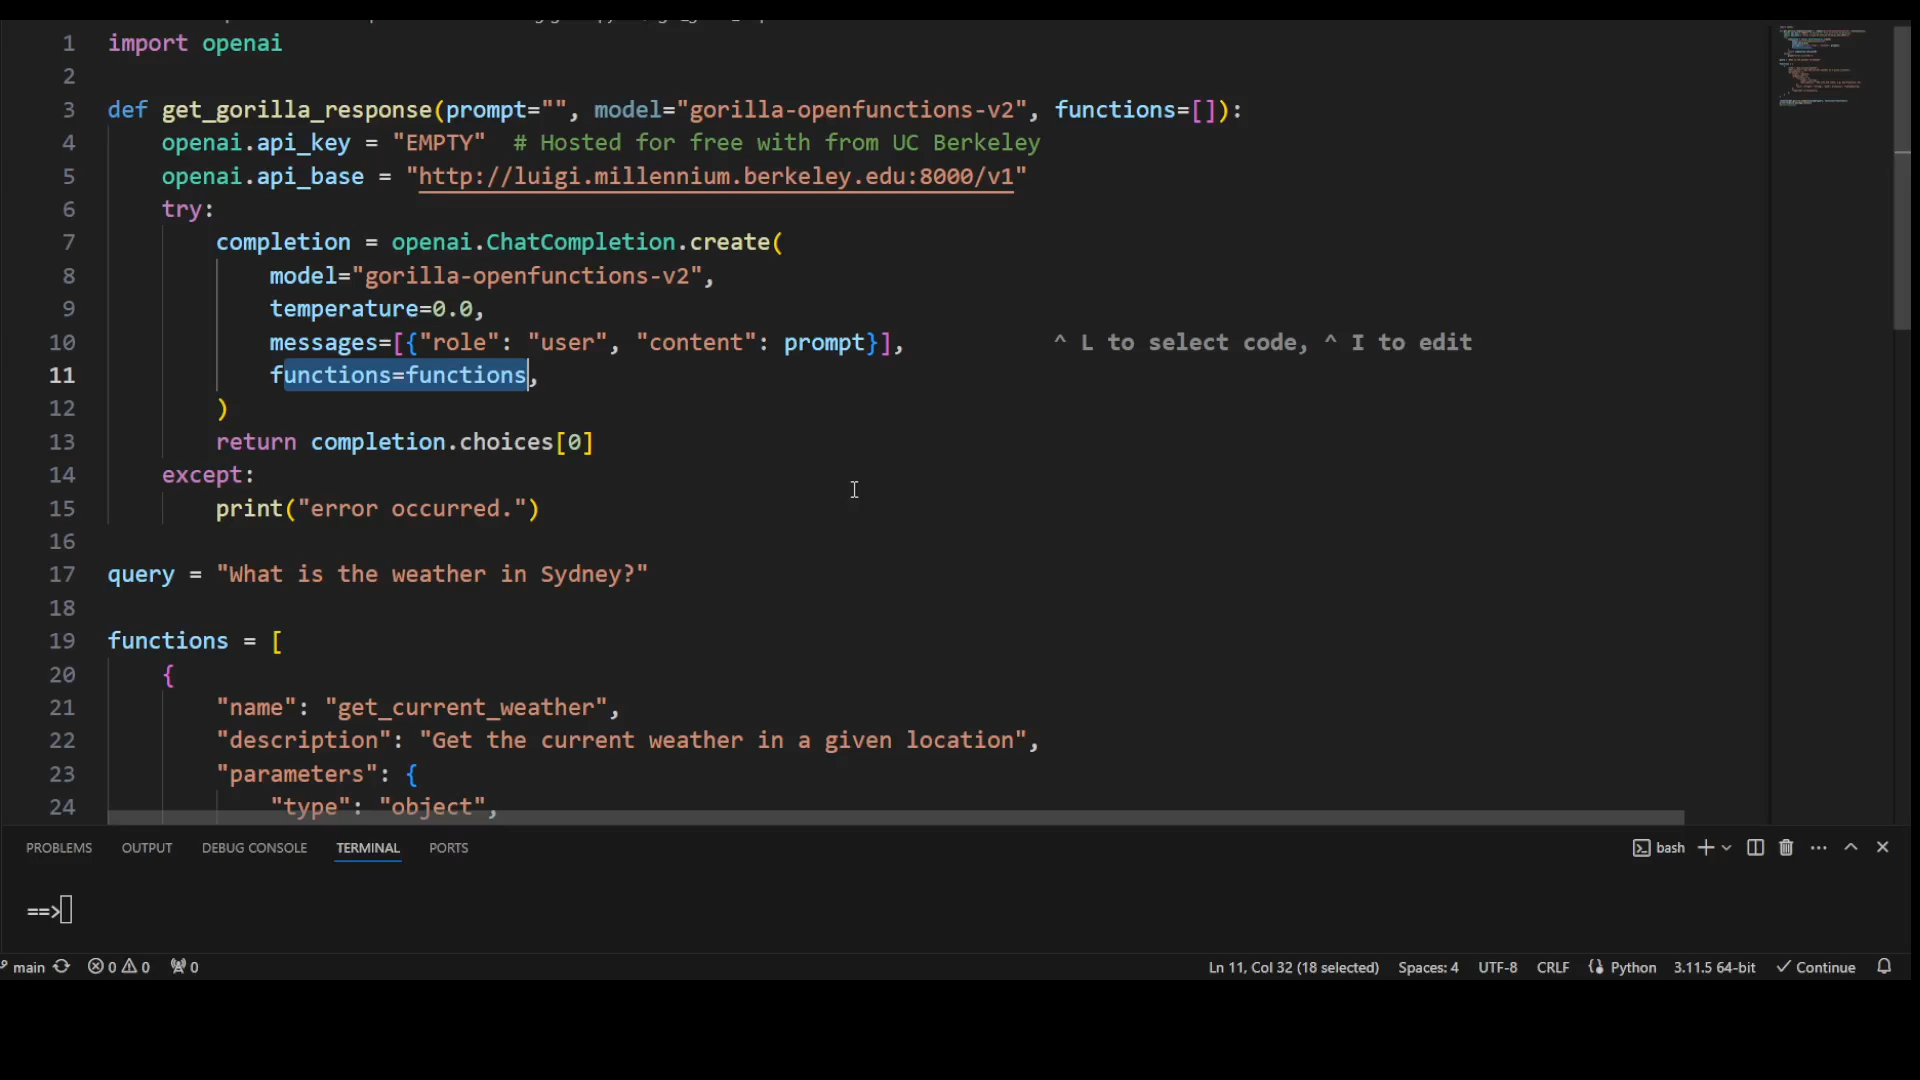 1 import openai
2
3 def get_gorilla_response(prompt="", model="gorilla-openfunctions-v2", functions=[]):
4 openai.api_key = "EMPTY" # Hosted for free with from UC Berkeley
5 openai.api_base = "http://luigi.millennium.berkeley.edu:8000/v1"
6 try:
7 completion = openai.ChatCompletion.create(
8 model="gorilla-openfunctions-v2",
9 temperature=0.0,
10 messages=[{"role": "user", "content": prompt}], ^ L to select code, ^ I to edit
11 functions=functions,
12 )
13 return completion.choices[0]
14 except:
15 print("error occurred.")
16
17 query = "What is the weather in Sydney?"
18
19 functions = [
20 {
21 "name": "get_current_weather",
22 "description": "Get the current weather in a given location",
23 "parameters": {
24 "type": "object",
PROBLEMS OUTPUT DEBUG CONSOLE TERMINAL PORTS bash
==>
main 0 0 0 Ln 11, Col 32 (18 selected) Spaces: 4 UTF-8 CRLF Python 3.11.5 64-bit Continue